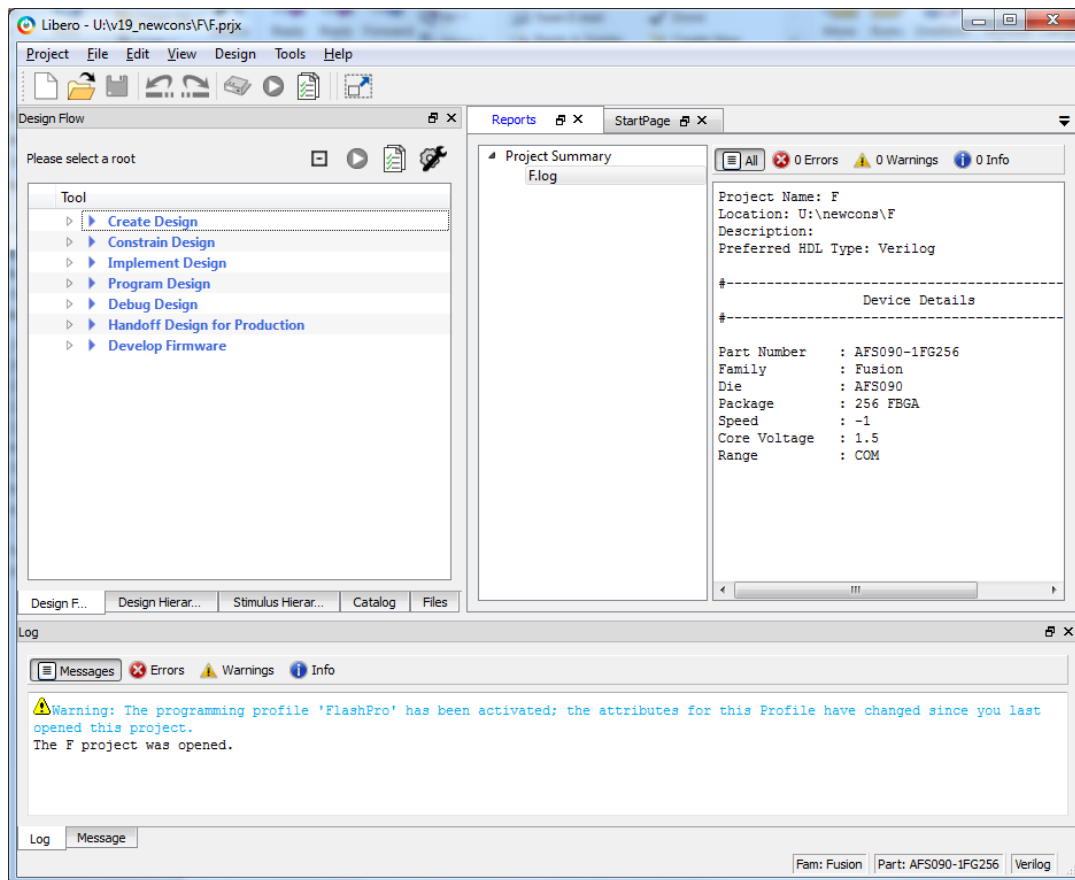 Libero - U:\v19_newcons\F\F.prjx
Project File Edit View Design Tools Help
Design Flow
Reports StartPage
Please select a root
Tool
Create Design
Constrain Design
Implement Design
Program Design
Debug Design
Handoff Design for Production
Develop Firmware
Project Summary
F.log
All 0 Errors 0 Warnings 0 Info
Project Name: F
Location: U:\newcons\F
Description:
Preferred HDL Type: Verilog
#------------------------------------------
Device Details
#------------------------------------------
Part Number : AFS090-1FG256
Family : Fusion
Die : AFS090
Package : 256 FBGA
Speed : -1
Core Voltage : 1.5
Range : COM
Design F... Design Hierar... Stimulus Hierar... Catalog Files
Log
Messages Errors Warnings Info
Warning: The programming profile 'FlashPro' has been activated; the attributes for this Profile have changed since you last
opened this project.
The F project was opened.
Log Message
Fam: Fusion Part: AFS090-1FG256 Verilog